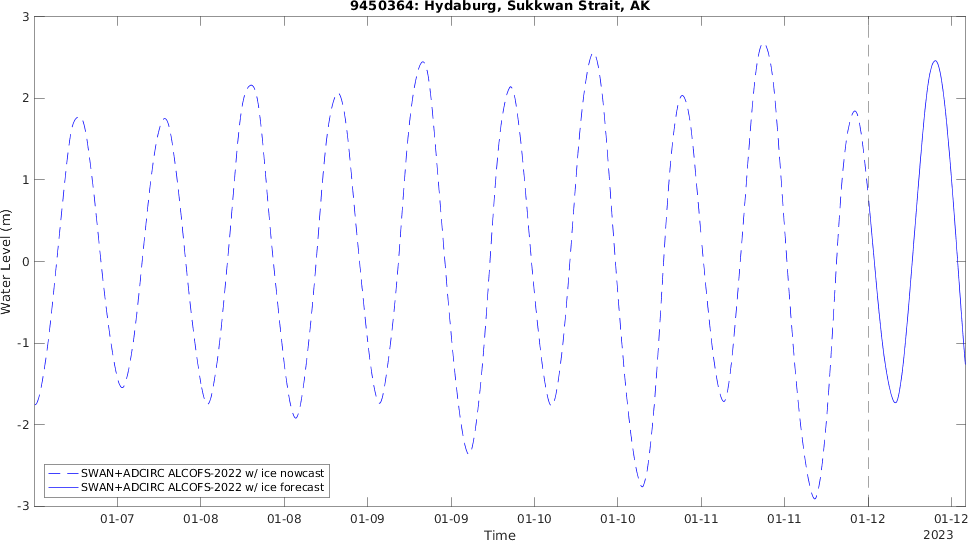 9450364: Hydaburg, Sukkwan Strait, AK
3
2
1
0
-1
-2
-3
Water Level (m)
SWAN+ADCIRC ALCOFS-2022 w/ ice nowcast
SWAN+ADCIRC ALCOFS-2022 w/ ice forecast
01-07 01-08 01-08 01-09 01-09 01-10 01-10 01-11 01-11 01-12 01-12
Time
2023